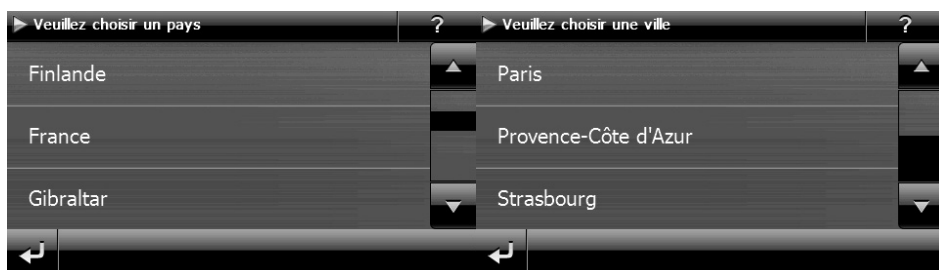 Veuillez choisir un pays ?
Finlande
France
Gibraltar
Veuillez choisir une ville ?
Paris
Provence-Côte d'Azur
Strasbourg